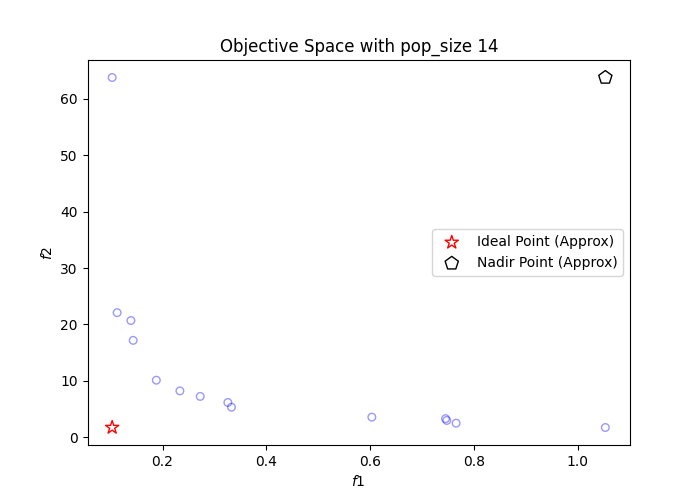 Objective Space with pop_size 14
60
50
40
30
20
10
0
f2
Ideal Point (Approx)
Nadir Point (Approx)
0.2 0.4 0.6 0.8 1.0
f1